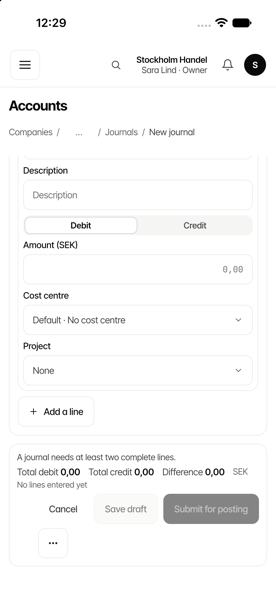 12:29
Stockholm Handel
Sara Lind · Owner
S
Accounts
Companies / ... / Journals / New journal
Description
Description
Debit Credit
Amount (SEK)
0,00
Cost centre
Default · No cost centre
Project
None
+ Add a line
A journal needs at least two complete lines.
Total debit 0,00 Total credit 0,00 Difference 0,00 SEK
No lines entered yet
Cancel Save draft Submit for posting
...